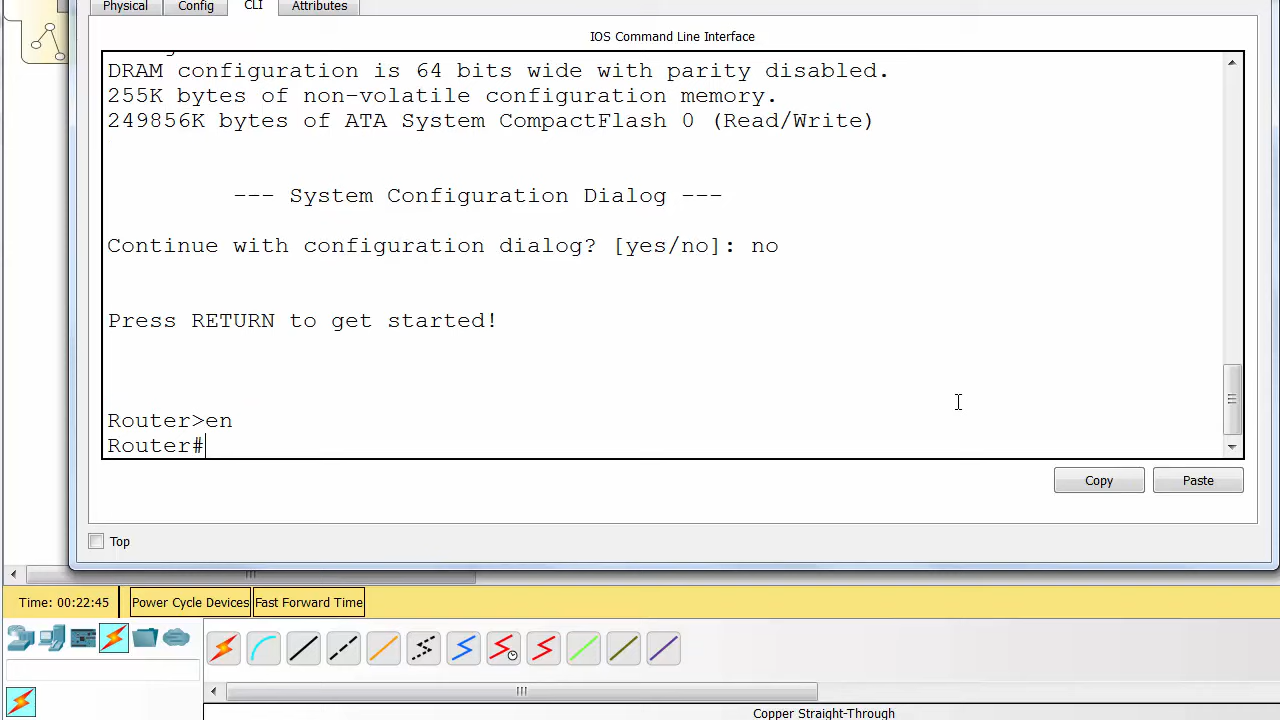 Physical Config CLI Attributes
IOS Command Line Interface
DRAM configuration is 64 bits wide with parity disabled.
255K bytes of non-volatile configuration memory.
249856K bytes of ATA System CompactFlash 0 (Read/Write)
--- System Configuration Dialog ---
Continue with configuration dialog? [yes/no]: no
Press RETURN to get started!
Router>en
Router#
Copy Paste
Top
Time: 00:22:45 Power Cycle Devices Fast Forward Time
Copper Straight-Through